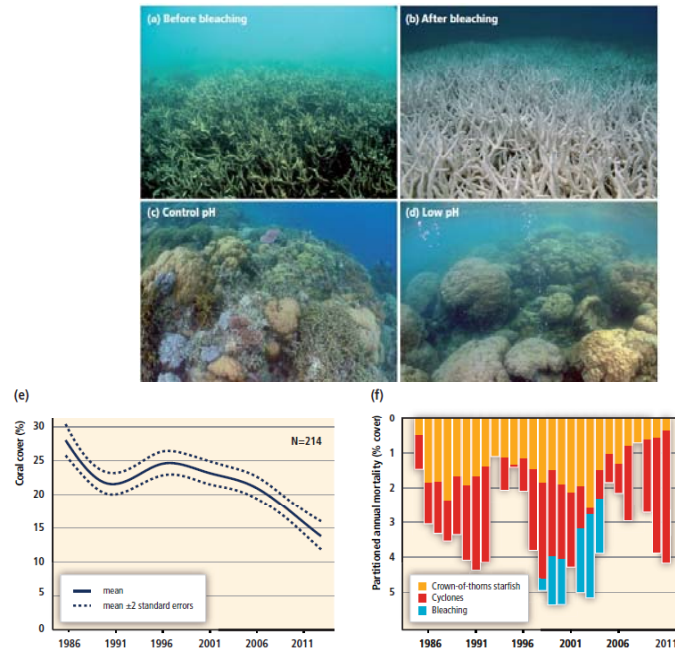 (a) Before bleaching
(b) After bleaching
(c) Control pH
(d) Low pH
(e)
Coral cover (%)
30
25
20
15
10
5
0
N=214
mean
mean ±2 standard errors
1986
1991
1996
2001
2006
2011
(f)
Partitioned annual mortality (% cover)
0
1
2
3
4
5
Crown-of-thorns starfish
Cyclones
Bleaching
1986
1991
1996
2001
2006
2011